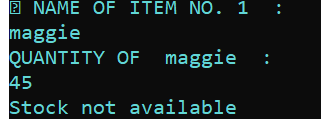 NAME OF ITEM NO. 1  :
maggie
QUANTITY OF  maggie  :
45
Stock not available